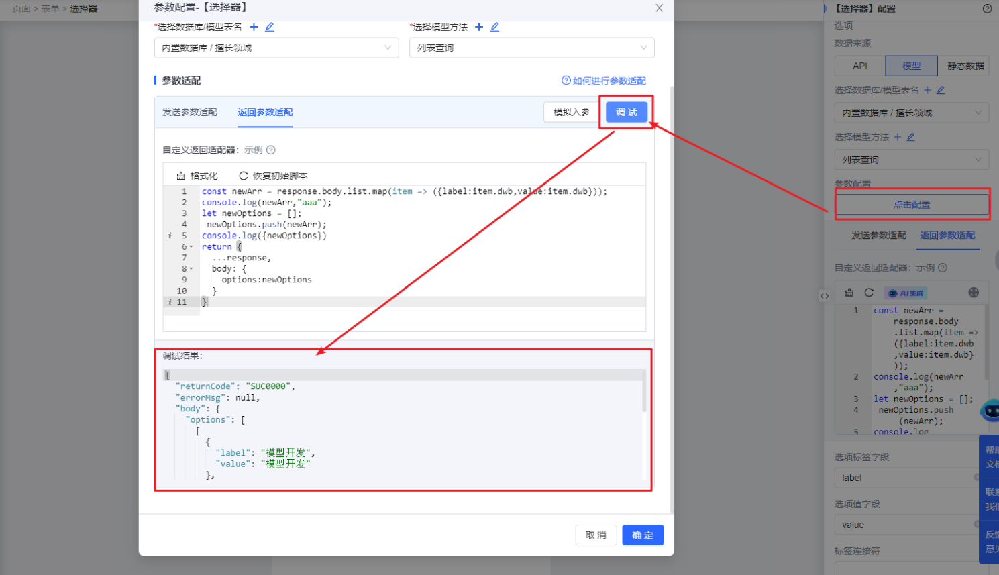 页面 > 表单 > 选择器
参数配置-【选择器】
*选择数据库/模型表名
*选择模型方法
内置数据库 / 擅长领域
列表查询
参数适配
如何进行参数适配
发送参数适配
返回参数适配
模拟入参
调 试
自定义返回适配器：示例
格式化
恢复初始脚本
1 const newArr = response.body.list.map(item => ({label:item.dwb,value:item.dwb}));
2 console.log(newArr,"aaa");
3 let newOptions = [];
4 newOptions.push(newArr);
i 5 console.log({newOptions})
6 return {
7 ...response,
8 body: {
9 options:newOptions
10 }
i 11 }
调试结果：
{
"returnCode": "SUC0000",
"errorMsg": null,
"body": {
"options": [
[
{
"label": "模型开发",
"value": "模型开发"
},
取 消
确 定
【选择器】配置
选项
数据来源
API
模型
静态数据
选择数据库/模型表名
内置数据库 / 擅长领域
选择模型方法
列表查询
参数配置
点击配置
发送参数适配
返回参数适配
自定义返回适配器：示例
AI生成
1 const newArr =
response.body
.list.map(item =>
({label:item.dwb
,value:item.dwb}
));
2 console.log(newArr
,"aaa");
3 let newOptions = [];
4 newOptions.push
(newArr);
5 console.log
选项标签字段
label
选项值字段
value
标签连接符